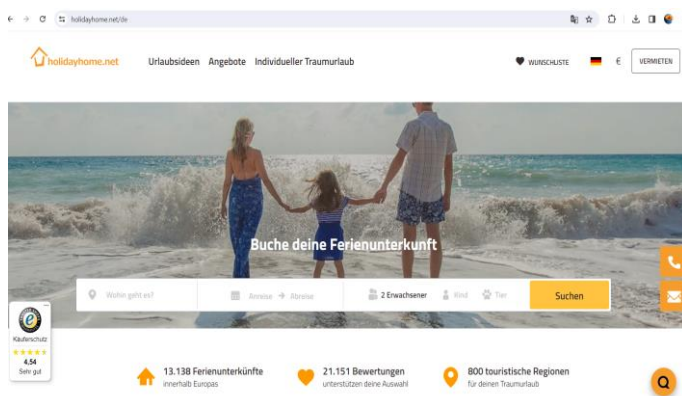 holidayhome.net/de
holidayhome.net Urlaubsideen Angebote Individueller Traumurlaub WUNSCHLISTE € VERMIETEN
Buche deine Ferienunterkunft
Wohin geht es? Anreise → Abreise 2 Erwachsener Kind Tier Suchen
Käuferschutz
4,54
Sehr gut
13.138 Ferienunterkünfte 21.151 Bewertungen 800 touristische Regionen
innerhalb Europas unterstützen deine Auswahl für deinen Traumurlaub